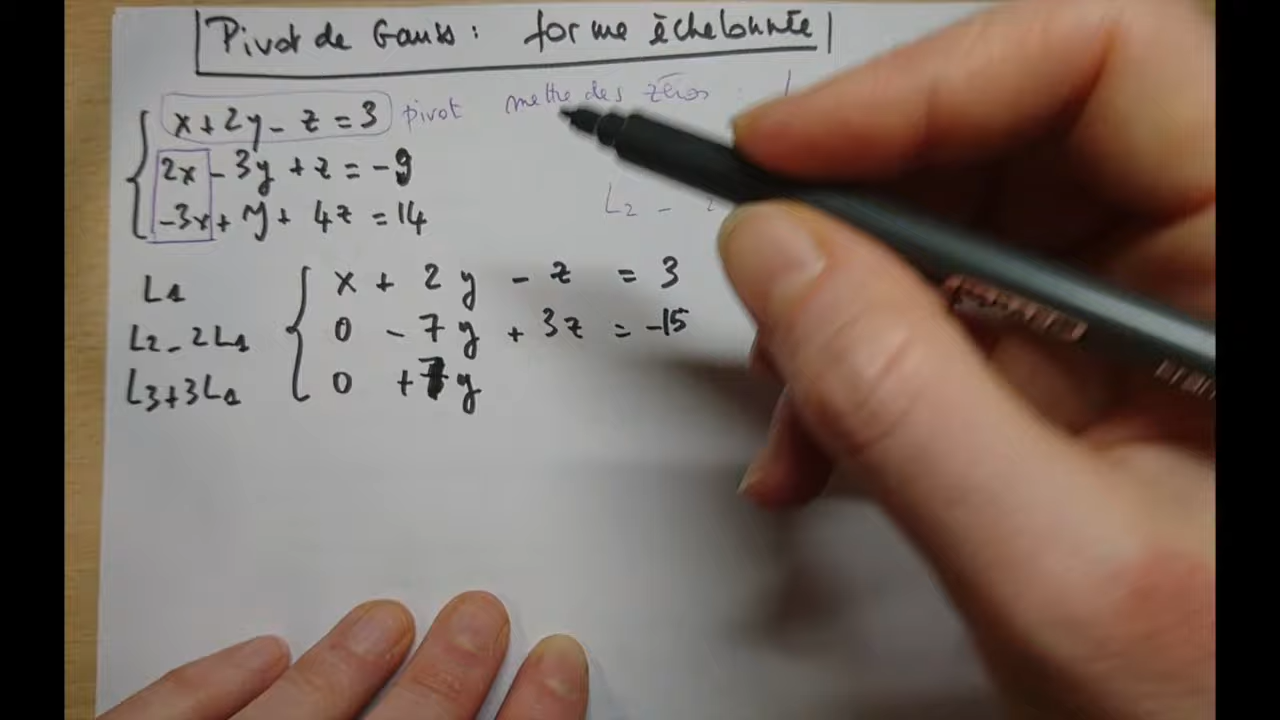 Pivot de Gauss : forme échelonnée
x + 2y - z = 3 pivot mettre des zéros
2x - 3y + z = -9
-3x + y + 4z = 14
L2 - 2
L1 x + 2y - z = 3
L2 - 2L1 0 - 7y + 3z = -15
L3 + 3L1 0 + 7y